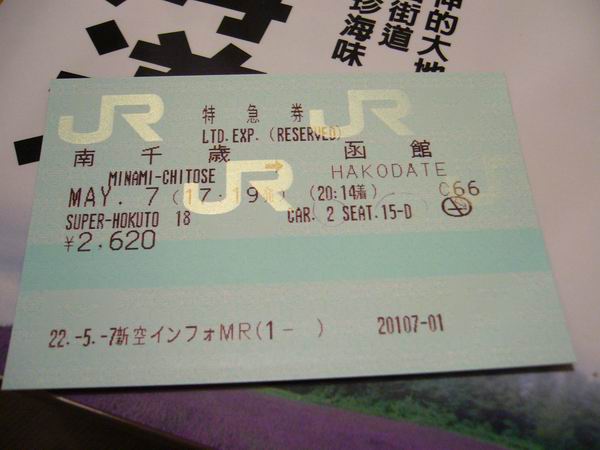 神的大地
街道
珍海味
JR JR
特急券
LTD.EXP. (RESERVED)
南千歳 函館
MINAMI-CHITOSE → HAKODATE
MAY. 7 (17:19発) (20:14着) C66
JR
SUPER-HOKUTO 18 CAR. 2 SEAT.15-D
¥2,620
22.-5.-7新空インフォMR(1- ) 20107-01